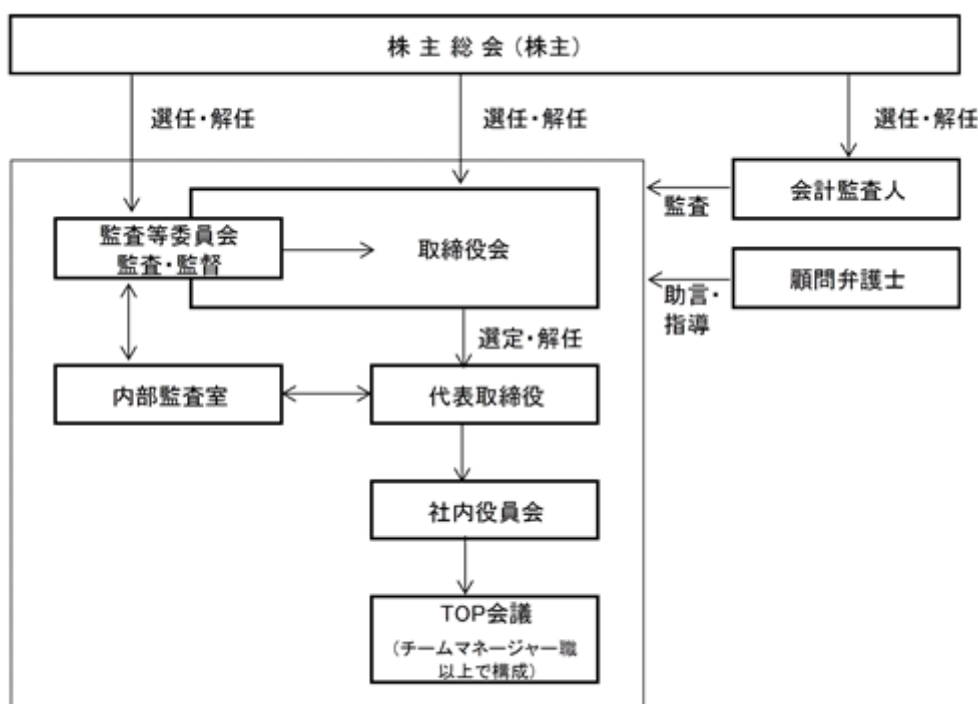 株 主 総 会 (株主)
選任・解任
選任・解任
選任・解任
会計監査人
監査
監査等委員会
監査・監督
取締役会
顧問弁護士
助言・
指導
選定・解任
内部監査室
代表取締役
社内役員会
TOP会議
(チームマネージャー職
以上で構成)